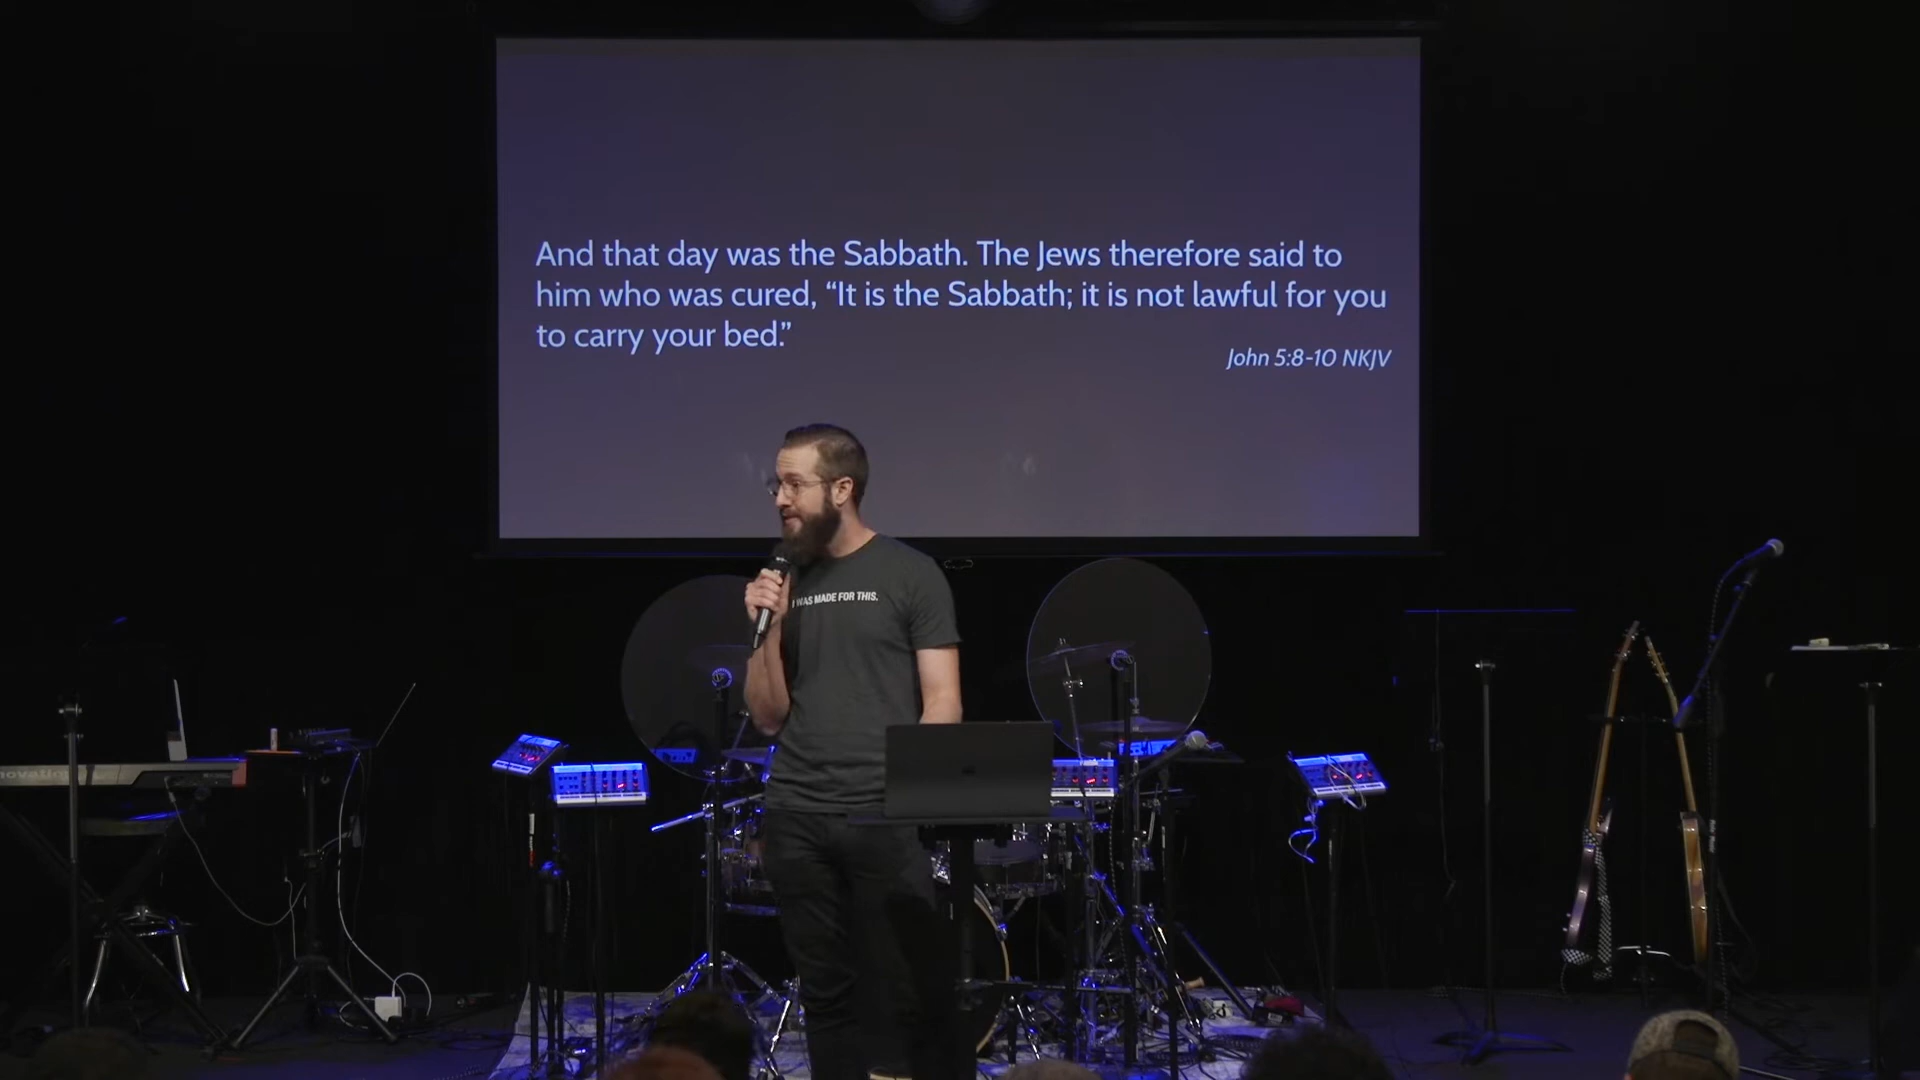 And that day was the Sabbath. The Jews therefore said to
him who was cured, “It is the Sabbath; it is not lawful for you
to carry your bed.”
John 5:8-10 NKJV
I WAS MADE FOR THIS.
novation